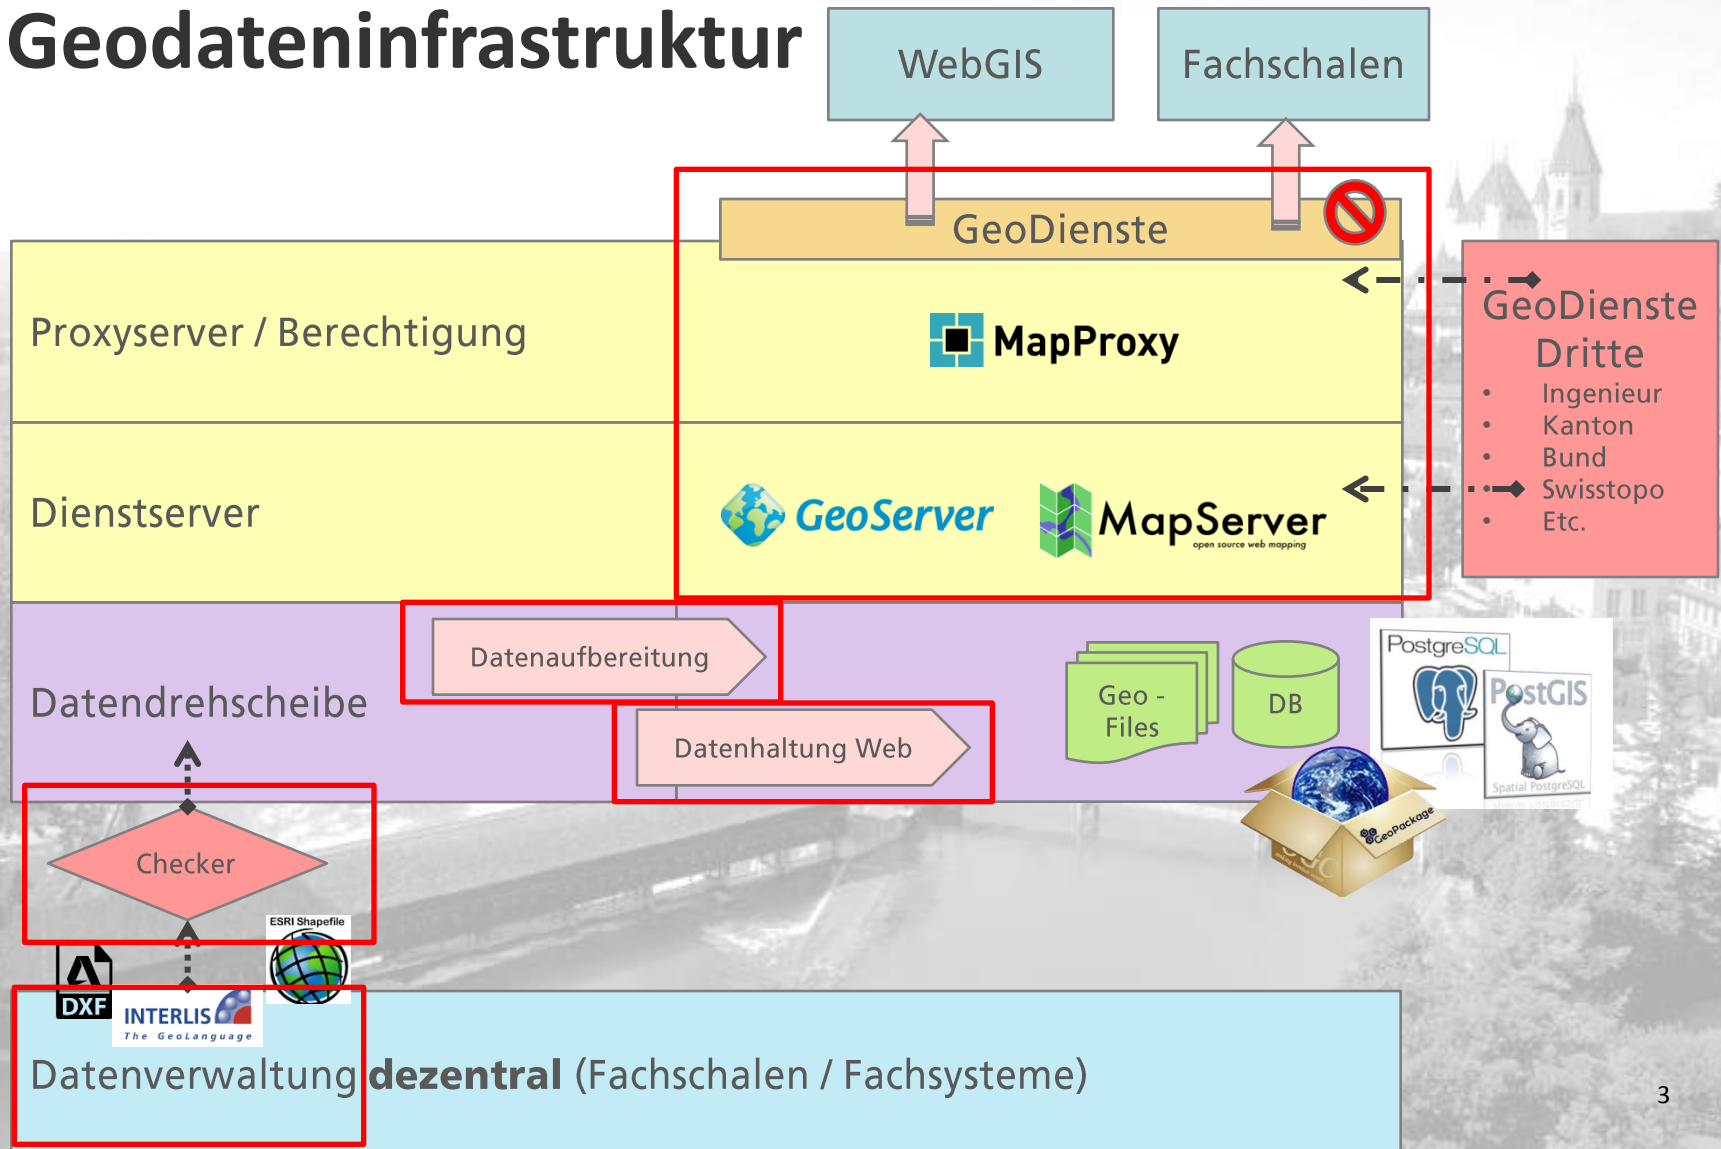 Geodateninfrastruktur
WebGIS
Fachschalen
GeoDienste
Proxyserver / Berechtigung
MapProxy
GeoDienste
Dritte
• Ingenieur
• Kanton
• Bund
• Swisstopo
• Etc.
Dienstserver
GeoServer
MapServer
open source web mapping
Datendrehscheibe
Datenaufbereitung
Datenhaltung Web
Geo -
Files
DB
PostgreSQL
PostGIS
Spatial PostgreSQL
GeoPackage
Checker
ESRI Shapefile
DXF
INTERLIS
The GeoLanguage
Datenverwaltung dezentral (Fachschalen / Fachsysteme)
3